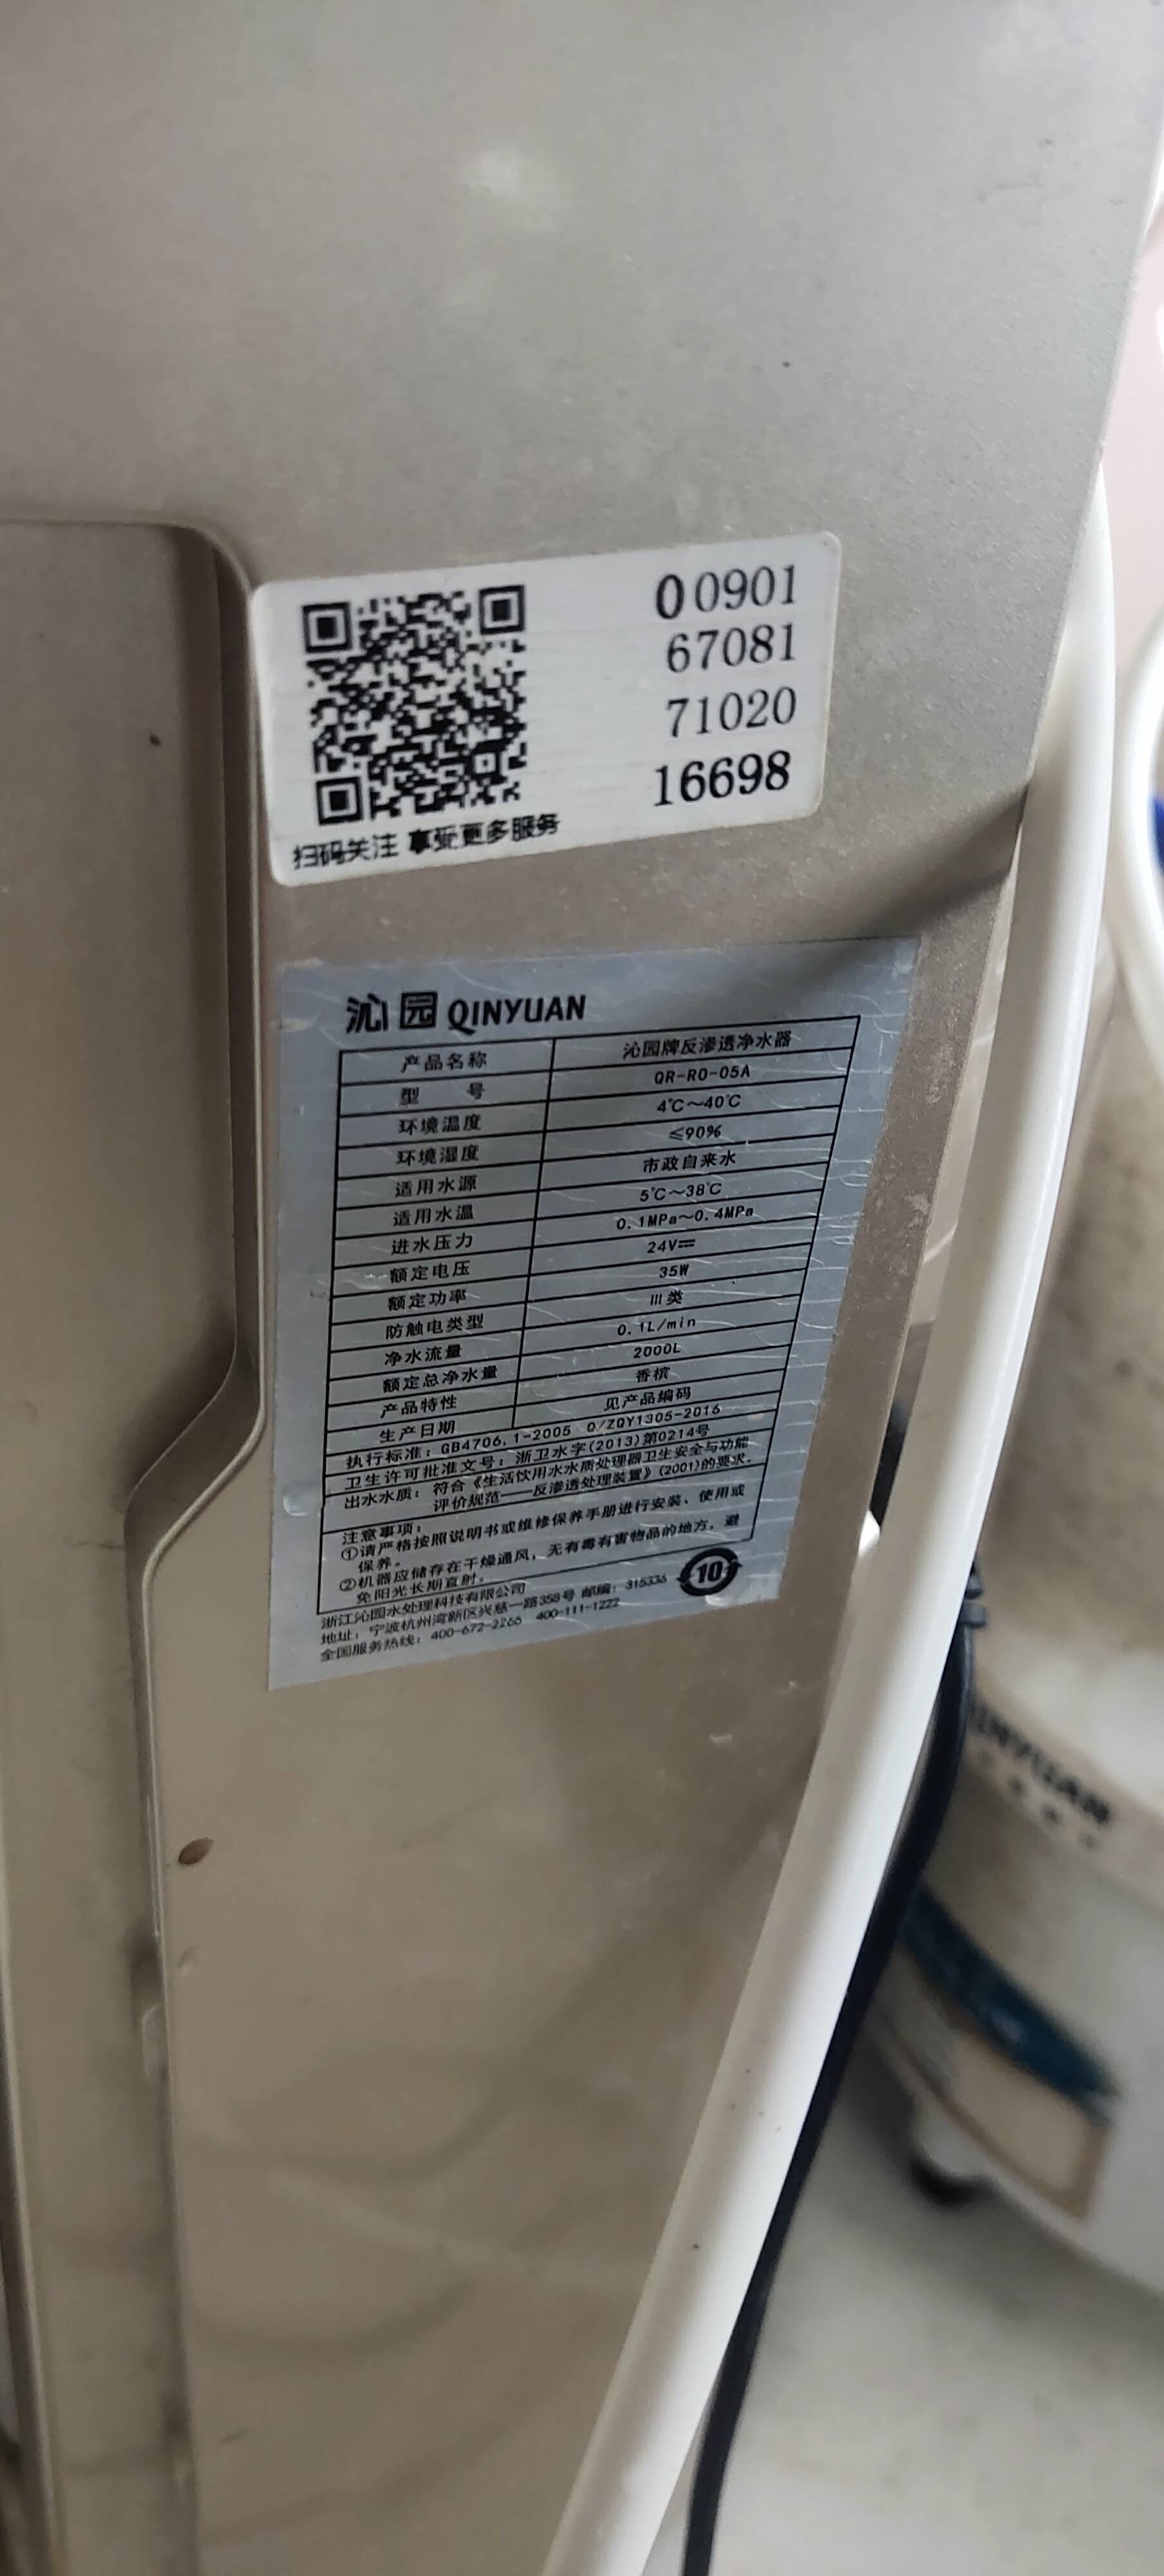 00901
67081
71020
16698
扫码关注 享受更多服务
沁园 QINYUAN
产品名称 沁园牌反渗透净水器
型 号 QR-RO-05A
环境温度 4℃～40℃
环境湿度 ≤90%
适用水源 市政自来水
适用水温 5℃～38℃
进水压力 0.1MPa～0.4MPa
额定电压 24V⎓
额定功率 35W
防触电类型 III类
净水流量 0.1L/min
额定总净水量 2000L
产品特性 香槟
生产日期 见产品编码
执行标准：GB4706.1-2005 Q/ZQY1305-2016
卫生许可批准文号：浙卫水字(2013)第0214号
出水水质：符合《生活饮用水水质处理器卫生安全与功能
评价规范——反渗透处理装置》(2001)的要求.
注意事项：
①请严格按照说明书或维修保养手册进行安装、使用或
保养。
②机器应储存在干燥通风，无有毒有害物品的地方，避
免阳光长期直射.
10
浙江沁园水处理科技有限公司
地址：宁波杭州湾新区兴慈一路358号 邮编：315336
全国服务热线：400-672-2265 400-111-1222
QINYUAN